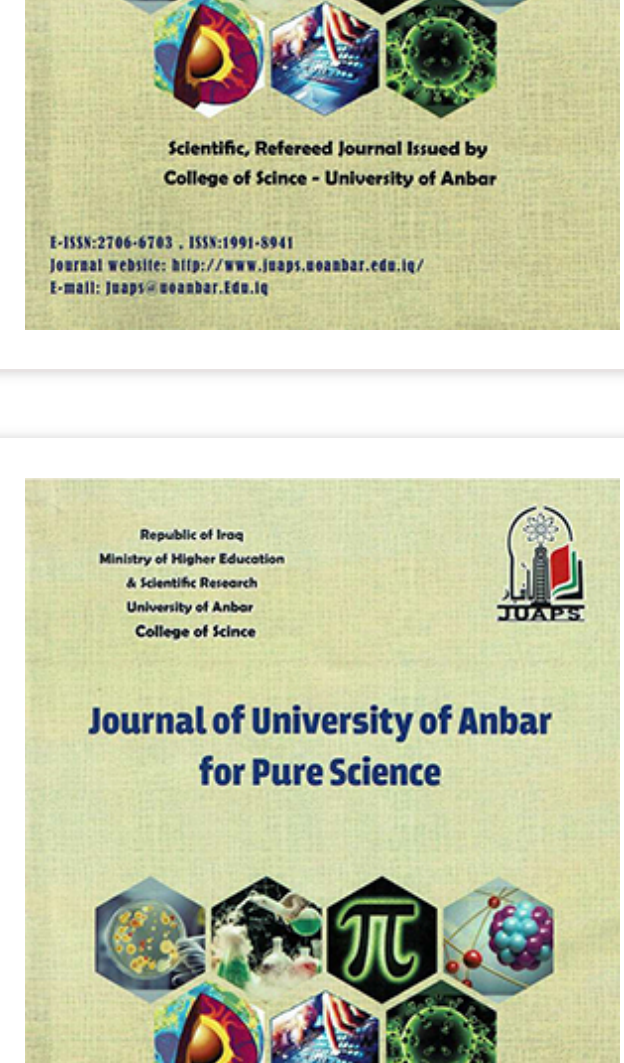 Scientific, Refereed Journal Issued by
College of Scince - University of Anbar
E-ISSN:2706-6703 , ISSN:1991-8941
Journal website: http://www.juaps.uoanbar.edu.iq/
E-mail: Juaps@uoanbar.Edu.iq
Republic of Iraq
Ministry of Higher Education
& Scientific Research
University of Anbar
College of Scince
الأنبار
JUAPS
Journal of University of Anbar
for Pure Science
π